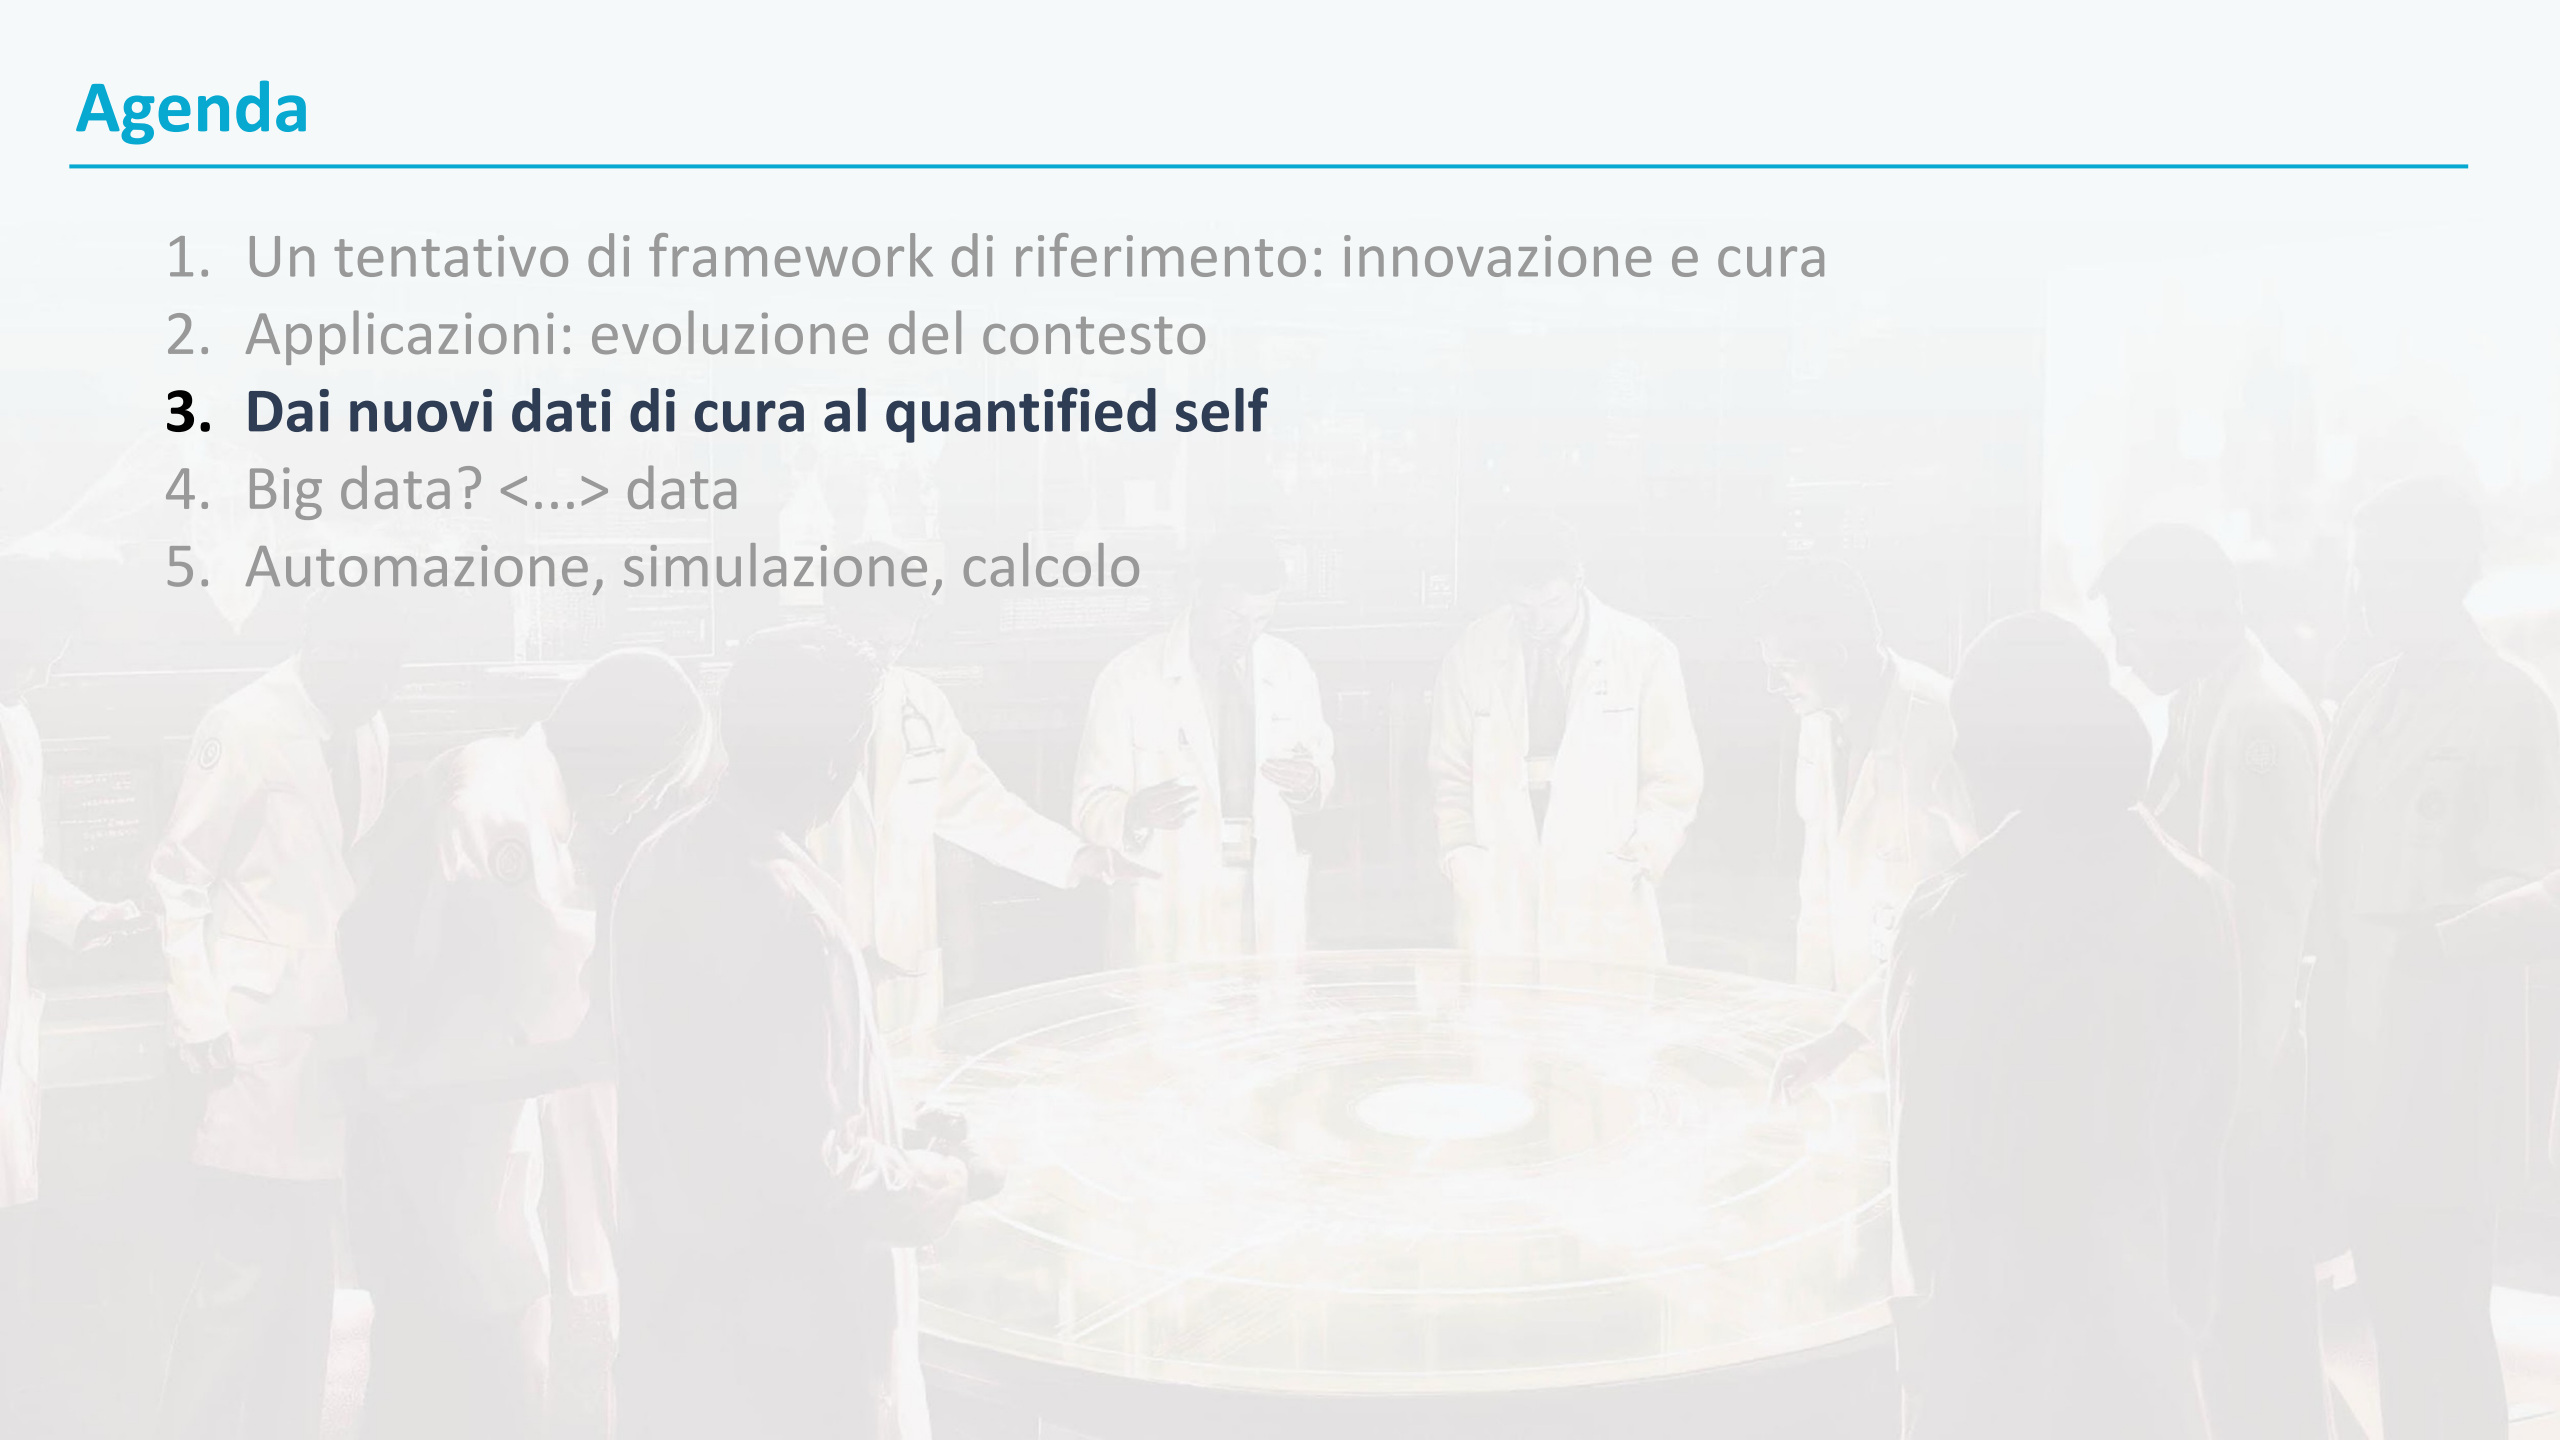 Agenda
1. Un tentativo di framework di riferimento: innovazione e cura
2. Applicazioni: evoluzione del contesto
3. Dai nuovi dati di cura al quantified self
4. Big data? <...> data
5. Automazione, simulazione, calcolo